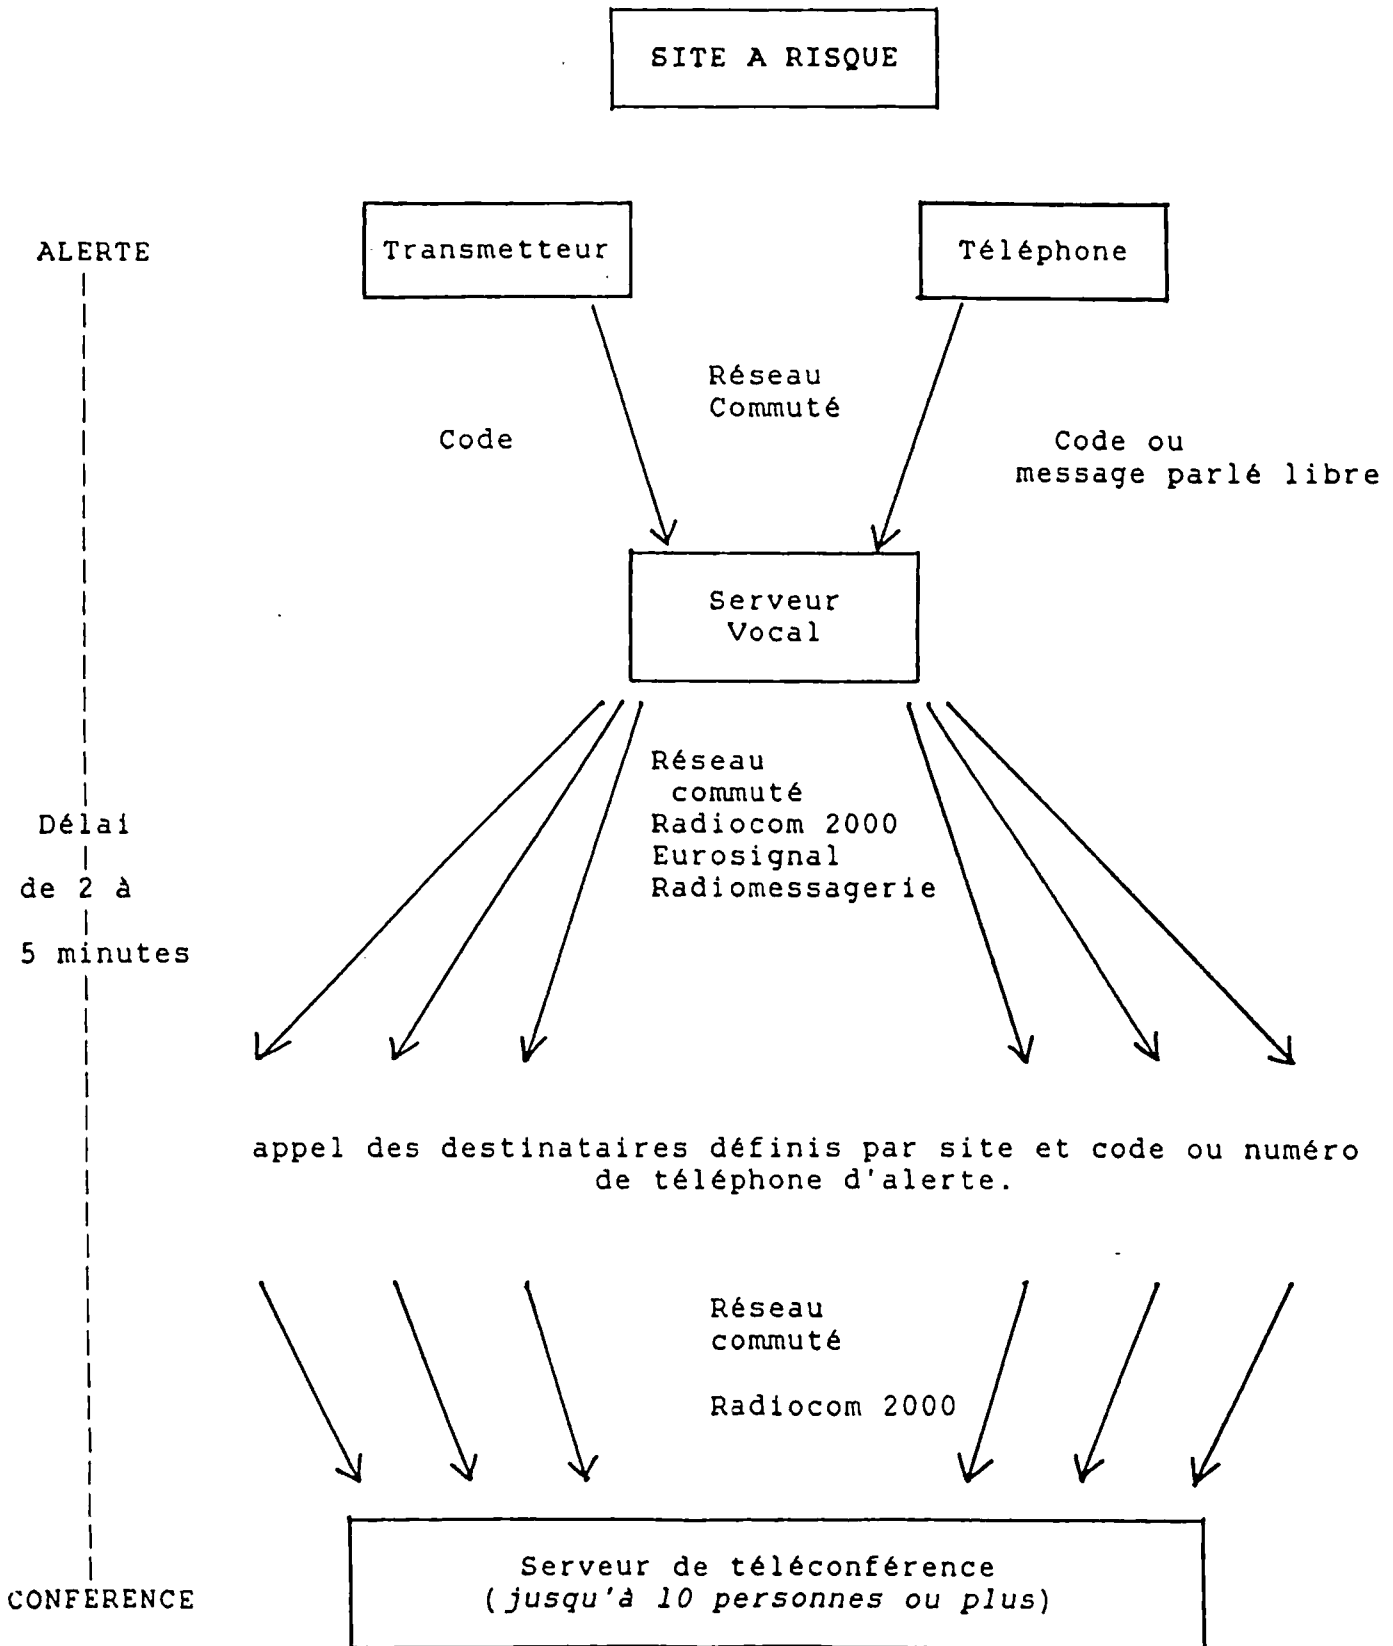 SITE A RISQUE
ALERTE
Transmetteur
Téléphone
Réseau
Commuté
Code
Code ou
message parlé libre
Serveur
Vocal
Réseau
commuté
Radiocom 2000
Eurosignal
Radiomessagerie
Délai
de 2 à
5 minutes
appel des destinataires définis par site et code ou numéro
de téléphone d'alerte.
Réseau
commuté
Radiocom 2000
Serveur de téléconférence
(jusqu'à 10 personnes ou plus)
CONFERENCE